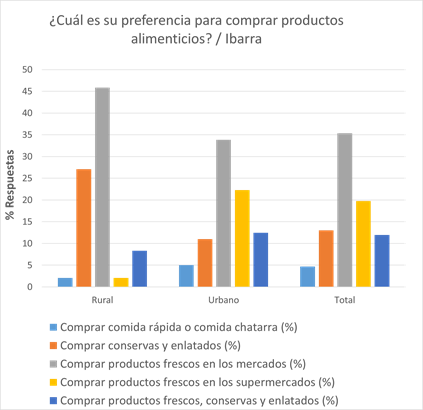 ¿Cuál es su preferencia para comprar productos
alimenticios? / Ibarra
% Respuestas
50
45
40
35
30
25
20
15
10
5
0
Rural
Urbano
Total
Comprar comida rápida o comida chatarra (%)
Comprar conservas y enlatados (%)
Comprar productos frescos en los mercados (%)
Comprar productos frescos en los supermercados (%)
Comprar productos frescos, conservas y enlatados (%)